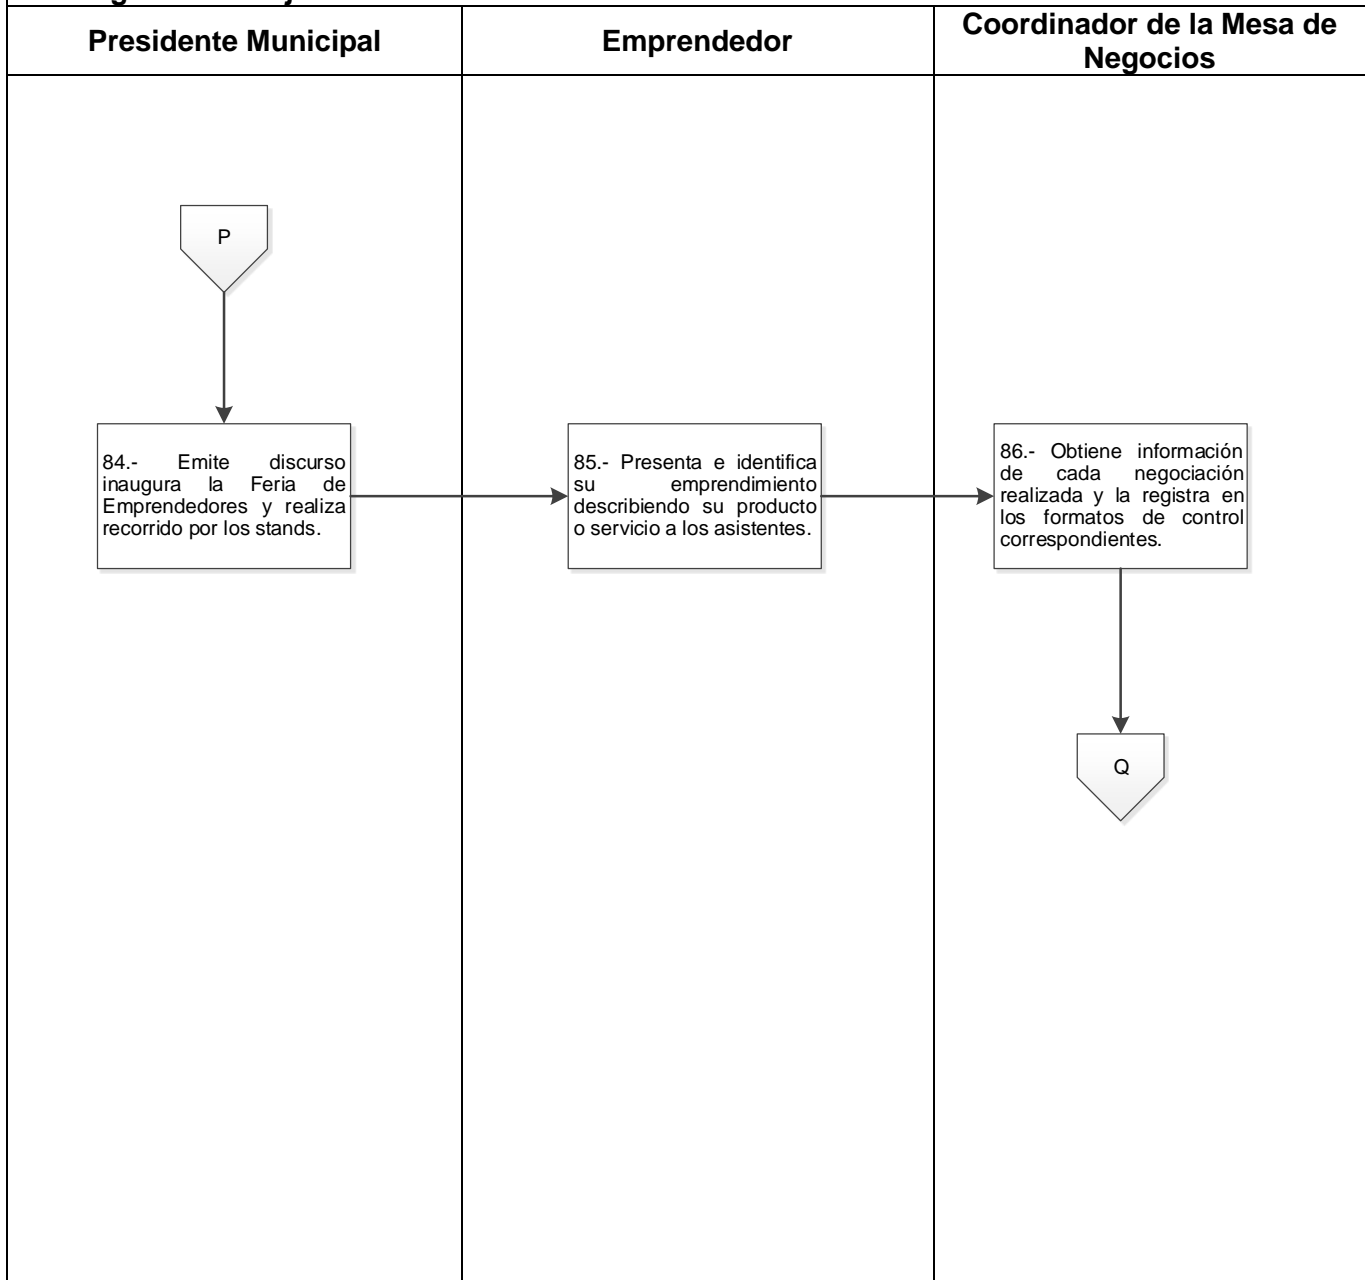 Presidente Municipal
Emprendedor
Coordinador de la Mesa de
Negocios
P
84.- Emite discurso
inaugura la Feria de
Emprendedores y realiza
recorrido por los stands.
85.- Presenta e identifica
su emprendimiento
describiendo su producto
o servicio a los asistentes.
86.- Obtiene información
de cada negociación
realizada y la registra en
los formatos de control
correspondientes.
Q